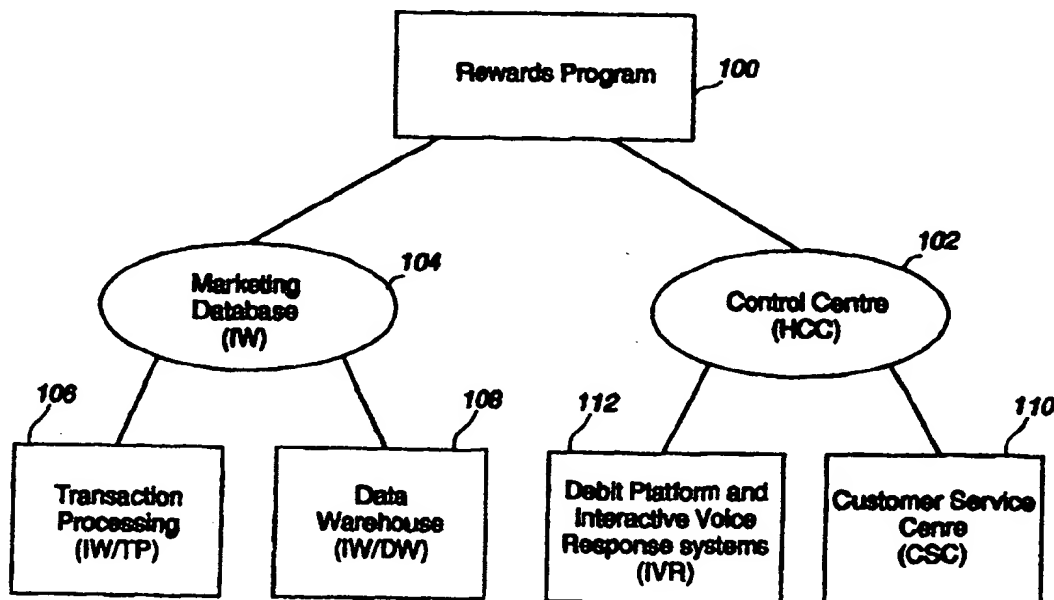 Rewards Program
100
104
Marketing
Database
(IW)
102
Control Centre
(HCC)
106
Transaction
Processing
(IW/TP)
108
Data
Warehouse
(IW/DW)
112
Debit Platform and
Interactive Voice
Response systems
(IVR)
110
Customer Service
Cenre
(CSC)